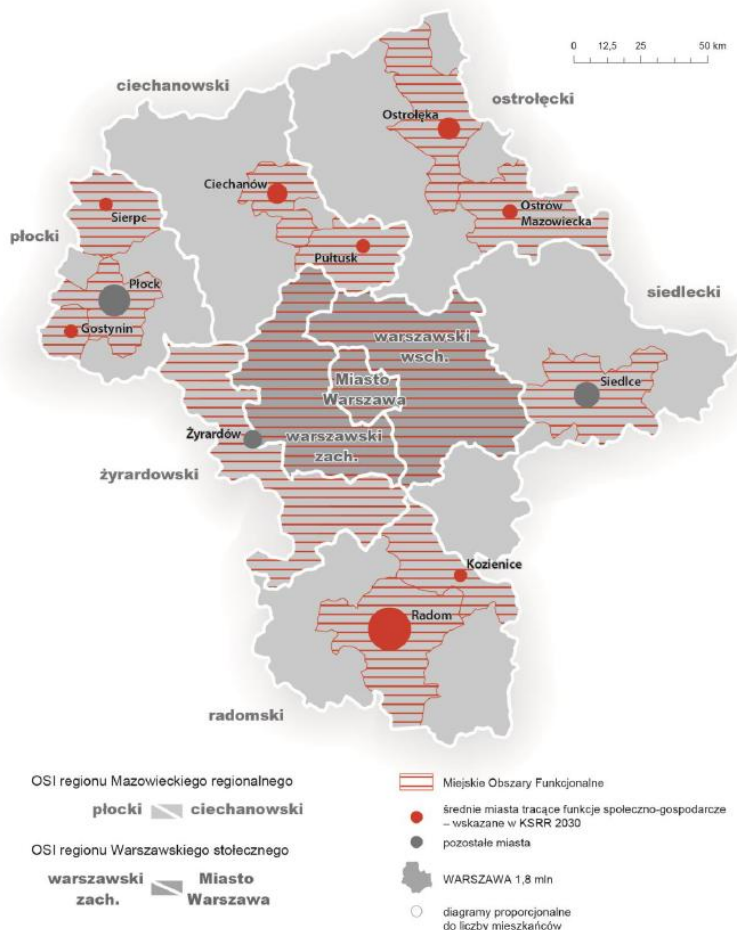 0 12,5 25 50 km
ciechanowski
ostrołęcki
Ostrołęka
Ciechanów
Sierpc
Ostrów
Mazowiecka
płocki
Pułtusk
Płock
siedlecki
Gostynin
warszawski
wsch.
Miasto
Warszawa
Siedlce
Żyrardów
warszawski
zach.
żyrardowski
Kozienice
Radom
radomski
OSI regionu Mazowieckiego regionalnego
płocki ciechanowski
OSI regionu Warszawskiego stołecznego
warszawski
zach.
Miasto
Warszawa
Miejskie Obszary Funkcjonalne
średnie miasta tracące funkcje społeczno-gospodarcze
– wskazane w KSRR 2030
pozostałe miasta
WARSZAWA 1,8 mln
diagramy proporcjonalne
do liczby mieszkańców